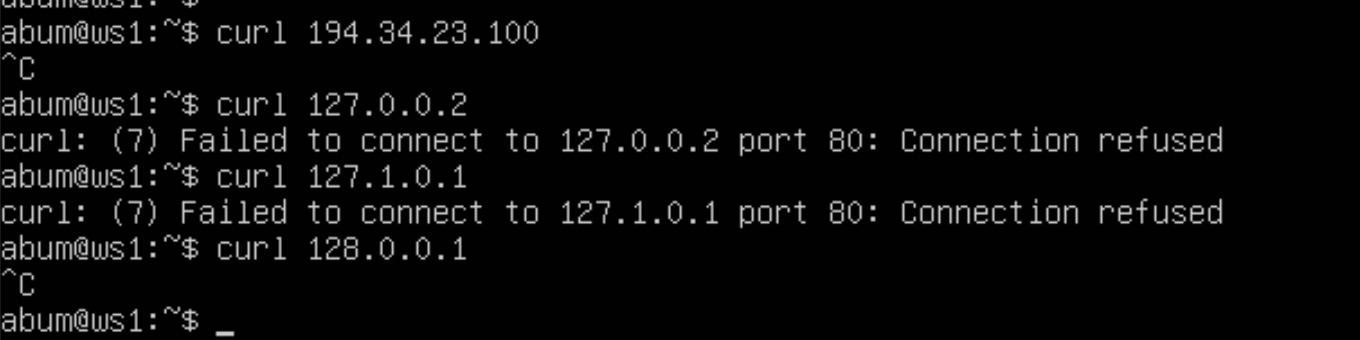 abum@ws1:~$
abum@ws1:~$ curl 194.34.23.100
^C
abum@ws1:~$ curl 127.0.0.2
curl: (7) Failed to connect to 127.0.0.2 port 80: Connection refused
abum@ws1:~$ curl 127.1.0.1
curl: (7) Failed to connect to 127.1.0.1 port 80: Connection refused
abum@ws1:~$ curl 128.0.0.1
^C
abum@ws1:~$ _